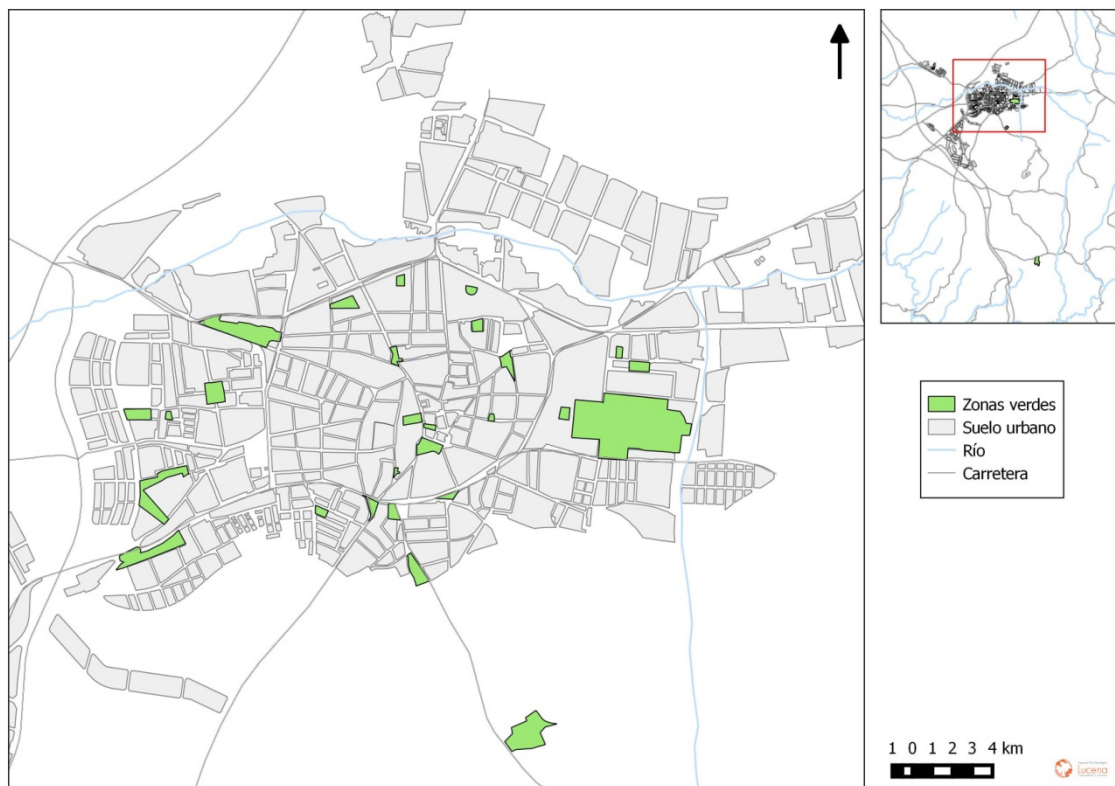 Zonas verdes
Suelo urbano
Río
Carretera
1 0 1 2 3 4 km
Lucena